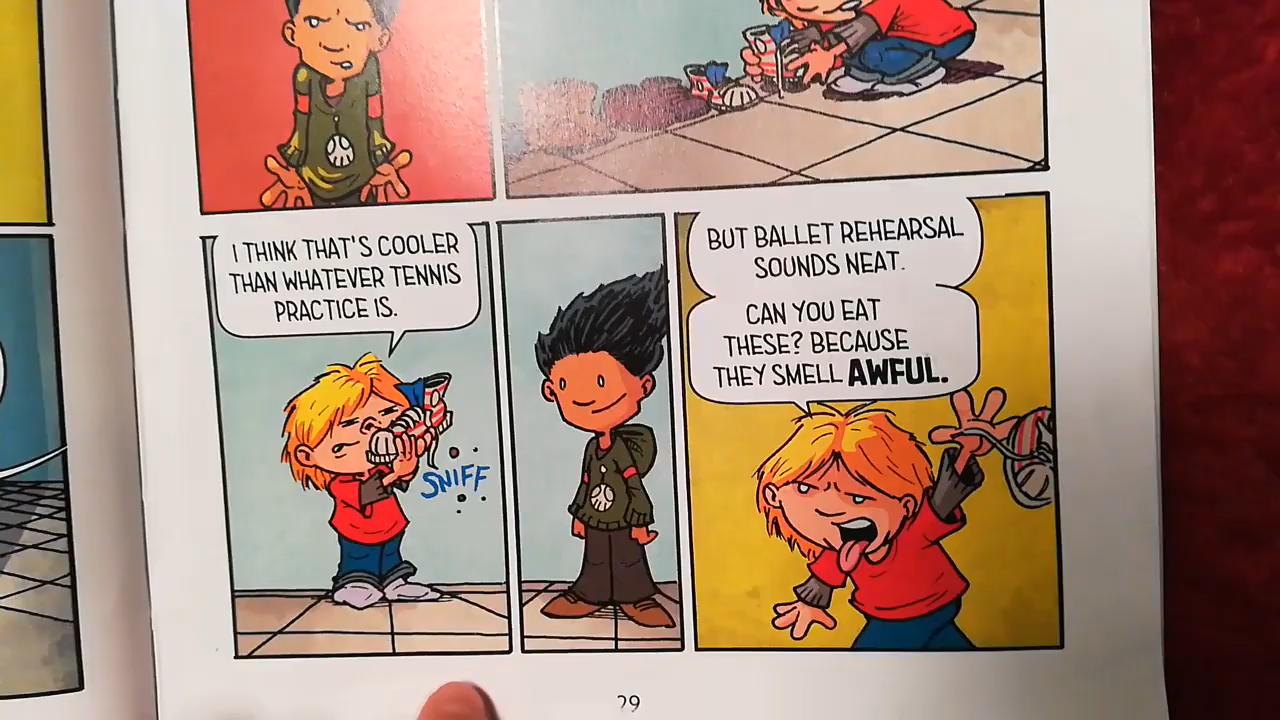 I THINK THAT'S COOLER
THAN WHATEVER TENNIS
PRACTICE IS.
SNIFF
BUT BALLET REHEARSAL
SOUNDS NEAT.
CAN YOU EAT
THESE? BECAUSE
THEY SMELL AWFUL.
29